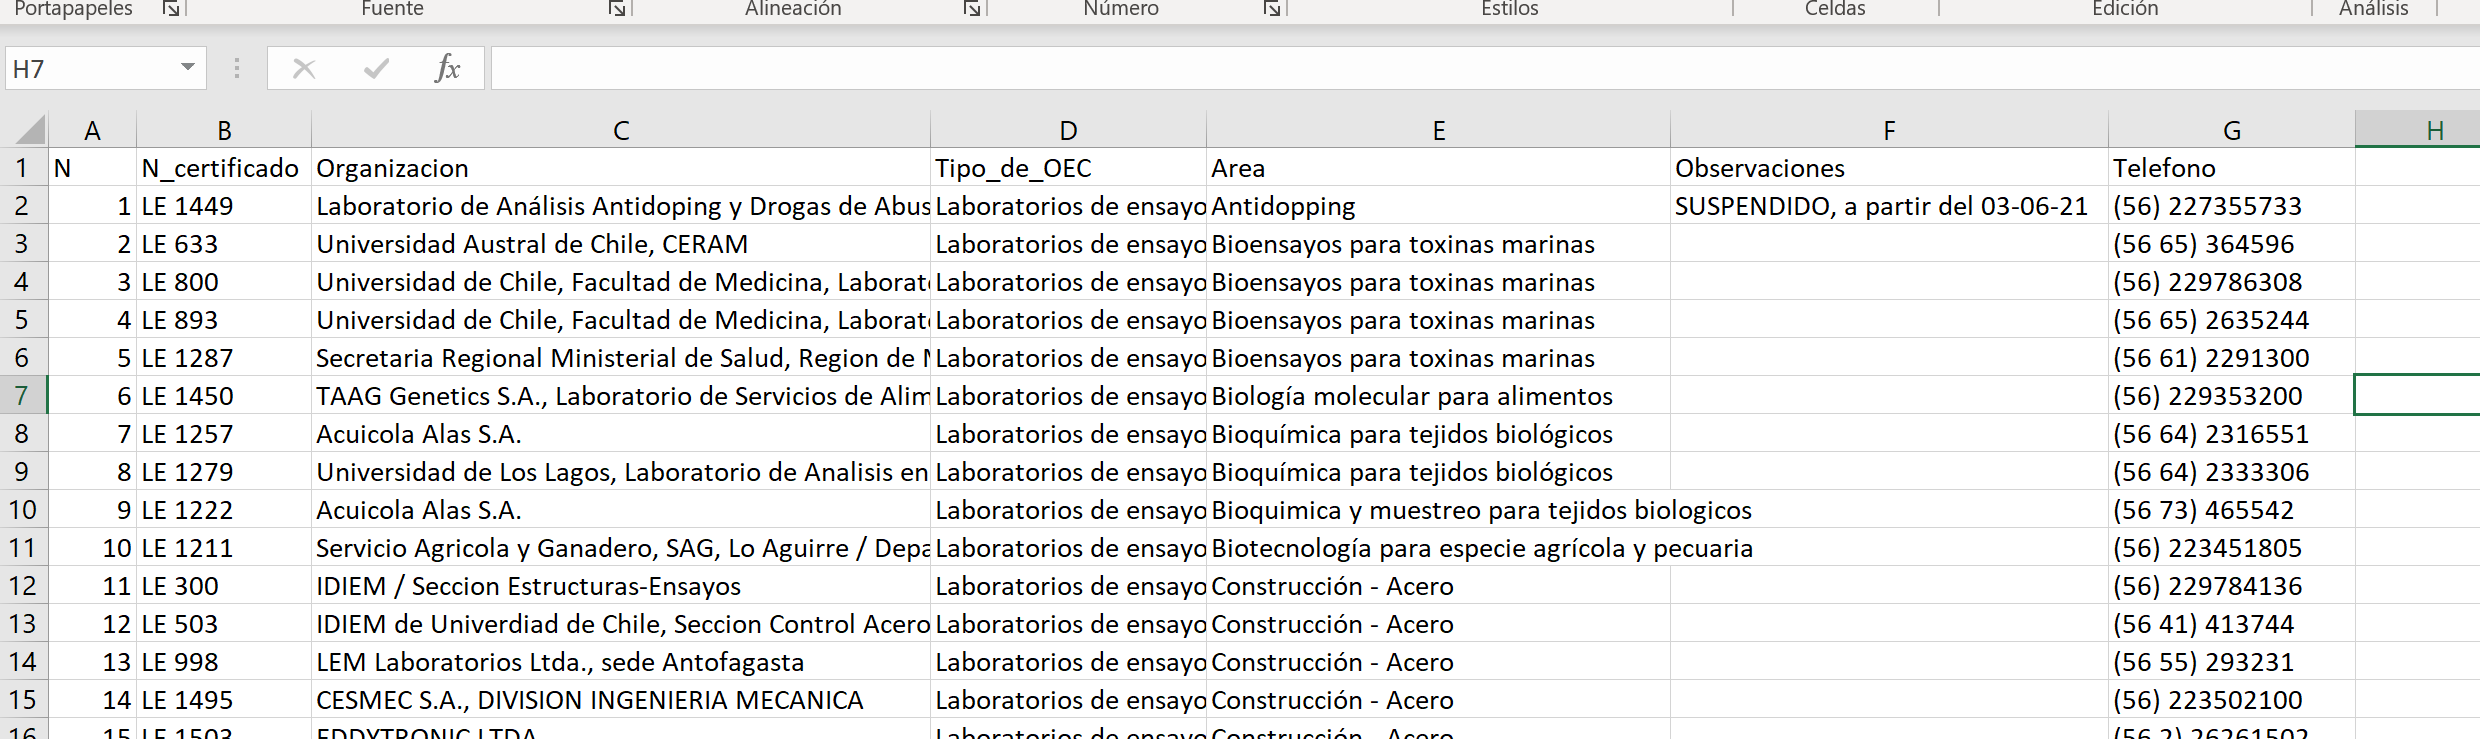 Portapapeles Fuente Alineación Número Estilos Celdas Edición Análisis
H7 fx
A B C D E F G H
1 N N_certificado Organizacion Tipo_de_OEC Area Observaciones Telefono
2 1 LE 1449 Laboratorio de Análisis Antidoping y Drogas de Abus Laboratorios de ensayo Antidopping SUSPENDIDO, a partir del 03-06-21 (56) 227355733
3 2 LE 633 Universidad Austral de Chile, CERAM Laboratorios de ensayo Bioensayos para toxinas marinas (56 65) 364596
4 3 LE 800 Universidad de Chile, Facultad de Medicina, Laborat Laboratorios de ensayo Bioensayos para toxinas marinas (56) 229786308
5 4 LE 893 Universidad de Chile, Facultad de Medicina, Laborat Laboratorios de ensayo Bioensayos para toxinas marinas (56 65) 2635244
6 5 LE 1287 Secretaria Regional Ministerial de Salud, Region de Laboratorios de ensayo Bioensayos para toxinas marinas (56 61) 2291300
7 6 LE 1450 TAAG Genetics S.A., Laboratorio de Servicios de Alim Laboratorios de ensayo Biología molecular para alimentos (56) 229353200
8 7 LE 1257 Acuicola Alas S.A. Laboratorios de ensayo Bioquímica para tejidos biológicos (56 64) 2316551
9 8 LE 1279 Universidad de Los Lagos, Laboratorio de Analisis en Laboratorios de ensayo Bioquímica para tejidos biológicos (56 64) 2333306
10 9 LE 1222 Acuicola Alas S.A. Laboratorios de ensayo Bioquimica y muestreo para tejidos biologicos (56 73) 465542
11 10 LE 1211 Servicio Agricola y Ganadero, SAG, Lo Aguirre / Depa Laboratorios de ensayo Biotecnología para especie agrícola y pecuaria (56) 223451805
12 11 LE 300 IDIEM / Seccion Estructuras-Ensayos Laboratorios de ensayo Construcción - Acero (56) 229784136
13 12 LE 503 IDIEM de Univerdiad de Chile, Seccion Control Acero Laboratorios de ensayo Construcción - Acero (56 41) 413744
14 13 LE 998 LEM Laboratorios Ltda., sede Antofagasta Laboratorios de ensayo Construcción - Acero (56 55) 293231
15 14 LE 1495 CESMEC S.A., DIVISION INGENIERIA MECANICA Laboratorios de ensayo Construcción - Acero (56) 223502100
16 15 LE 1503 EDDYTRONIC LTDA. Laboratorios de ensayo Construcción - Acero (56 2) 26261502